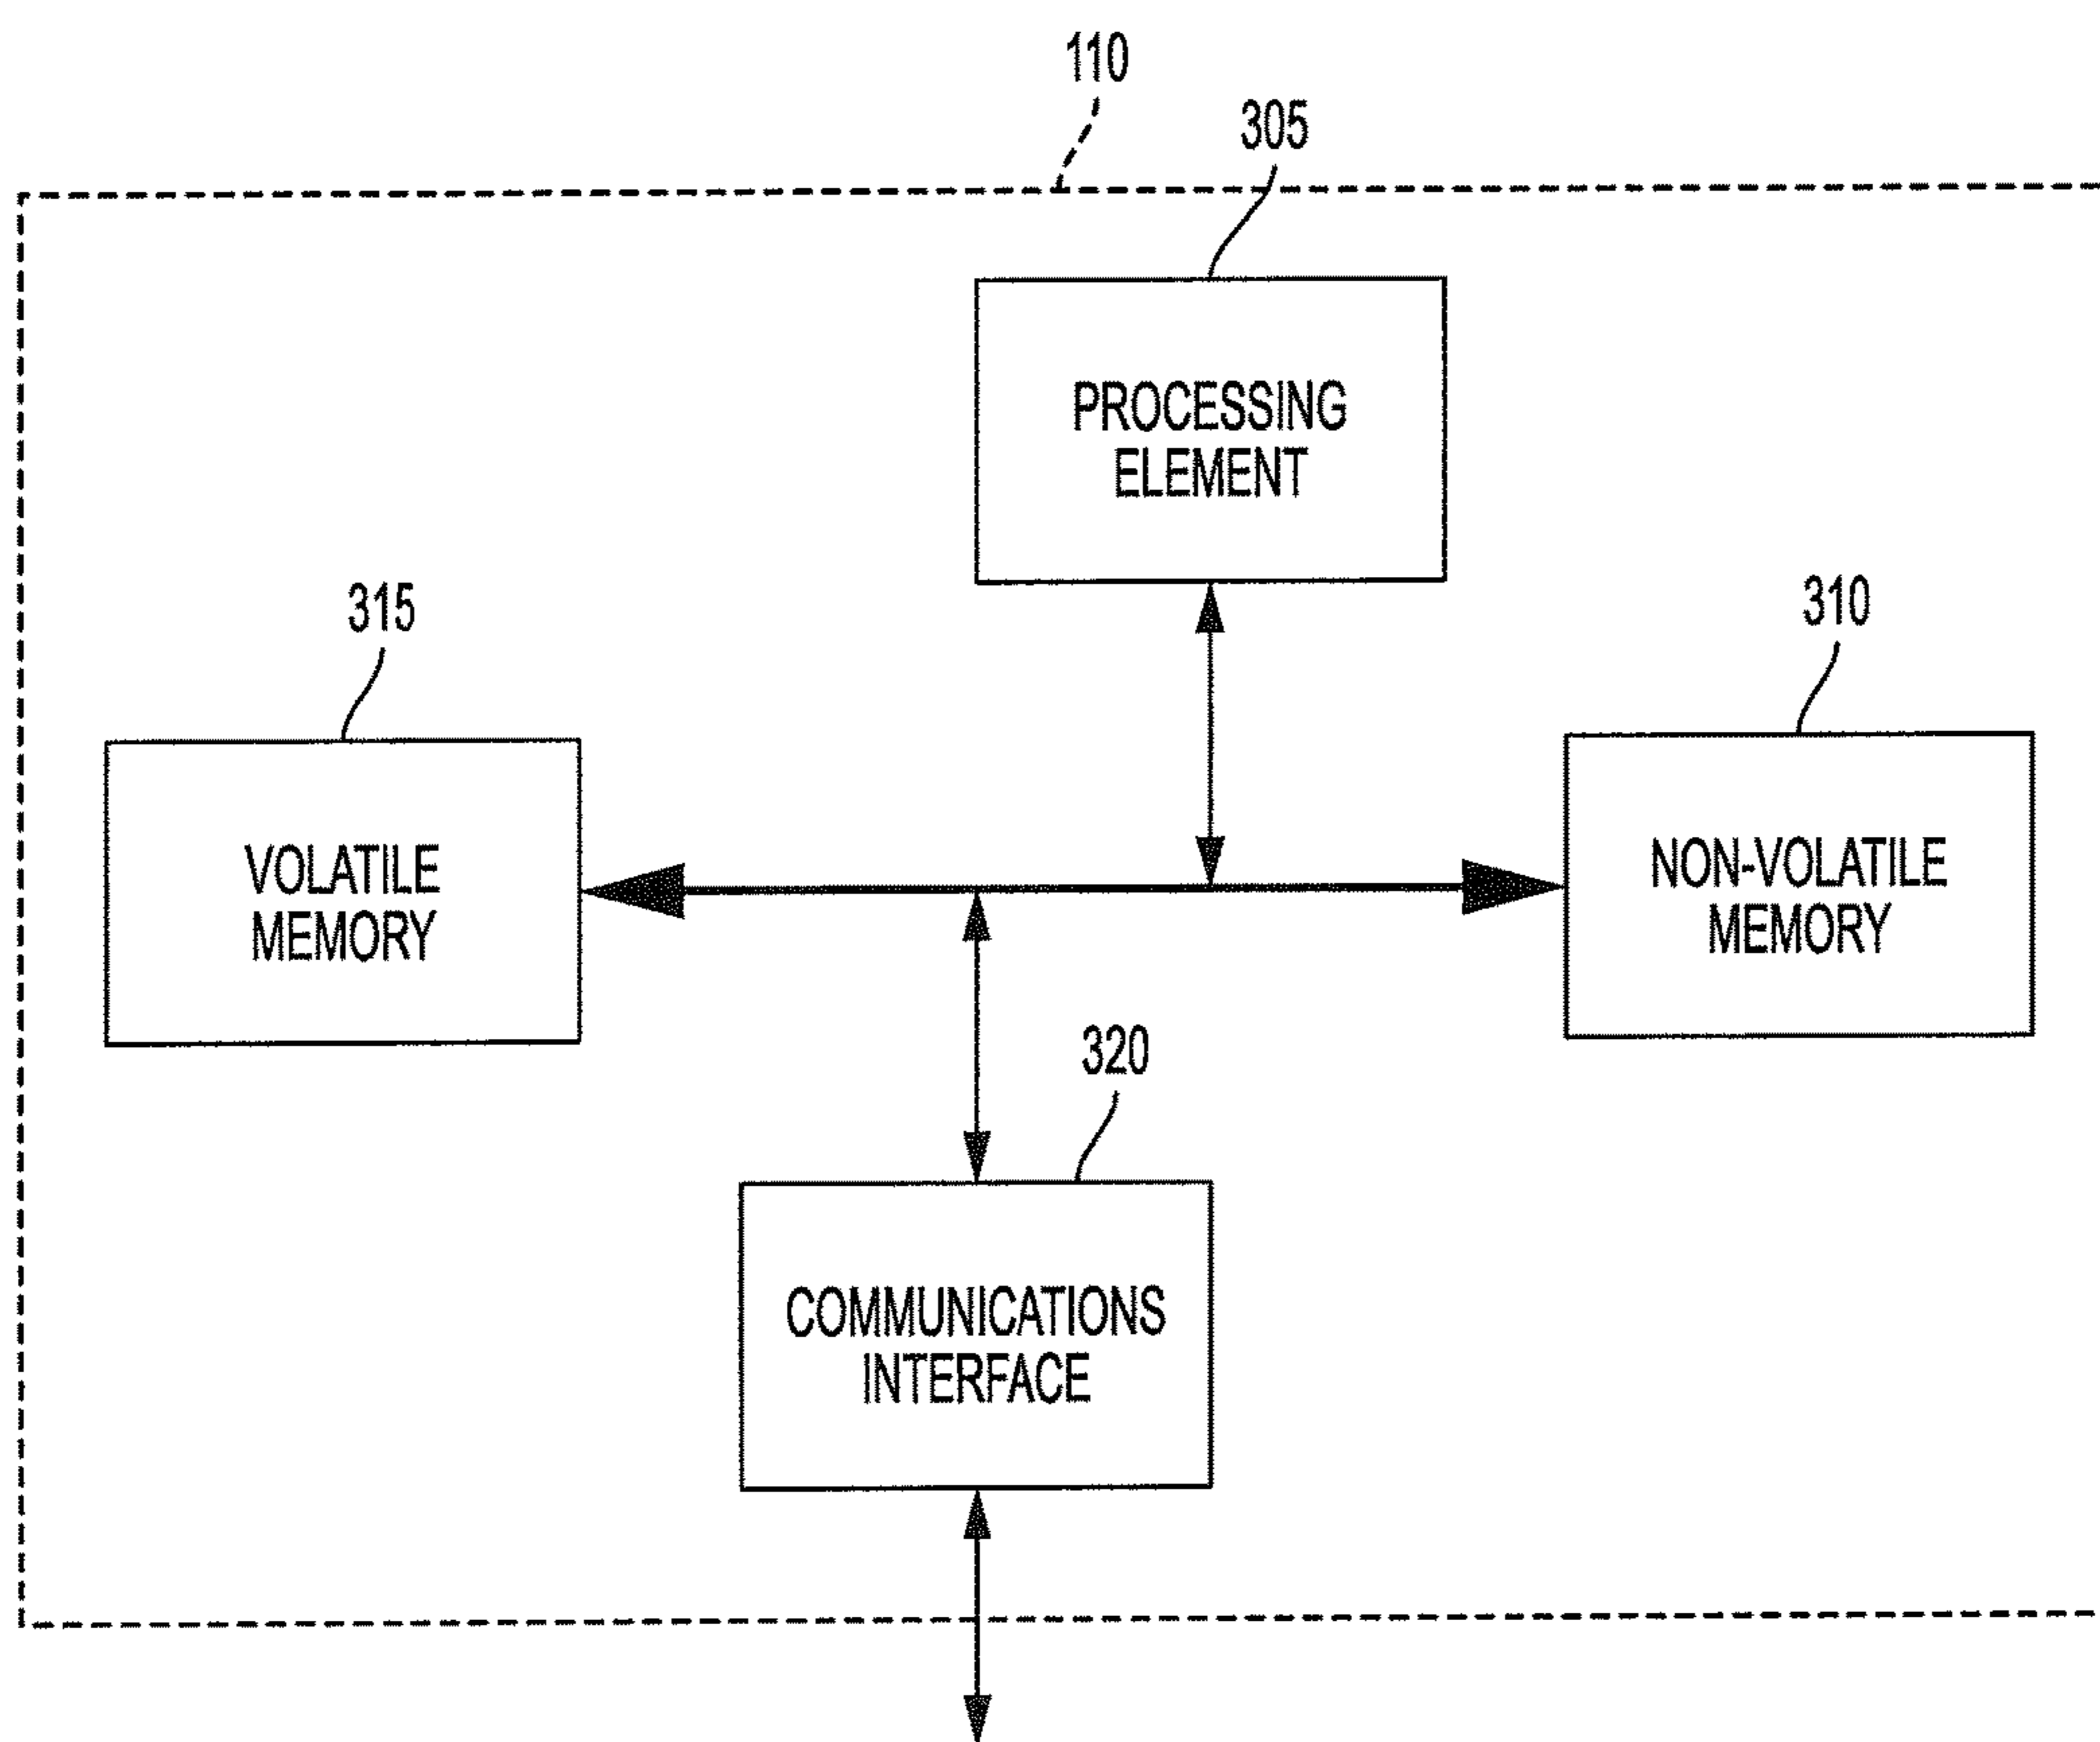 110
305
PROCESSING
ELEMENT
315
310
VOLATILE
MEMORY
NON-VOLATILE
MEMORY
320
COMMUNICATIONS
INTERFACE